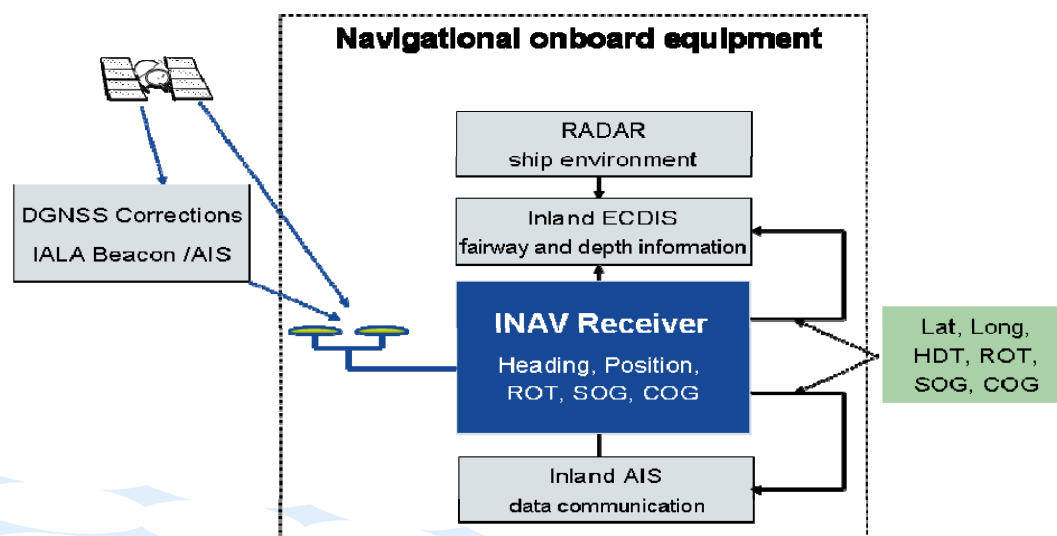 Navigational onboard equipment
RADAR
ship environment
DGNSS Corrections
IALA Beacon /AIS
Inland ECDIS
fairway and depth information
INAV Receiver
Heading, Position,
ROT, SOG, COG
Lat, Long,
HDT, ROT,
SOG, COG
Inland AIS
data communication